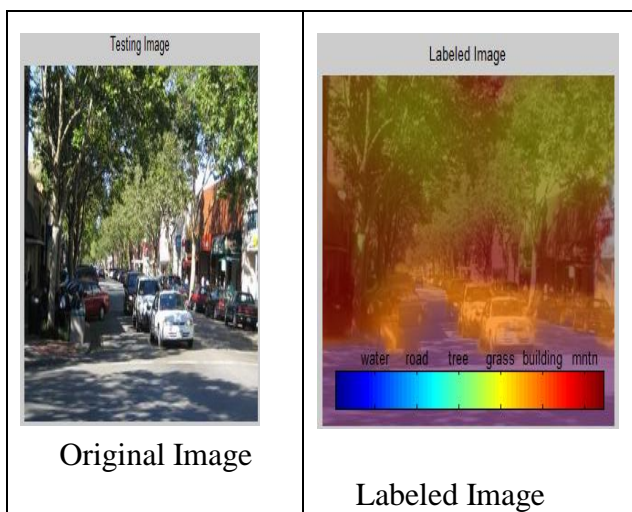 Testing Image
Original Image
Labeled Image
water road tree grass building mntn
Labeled Image